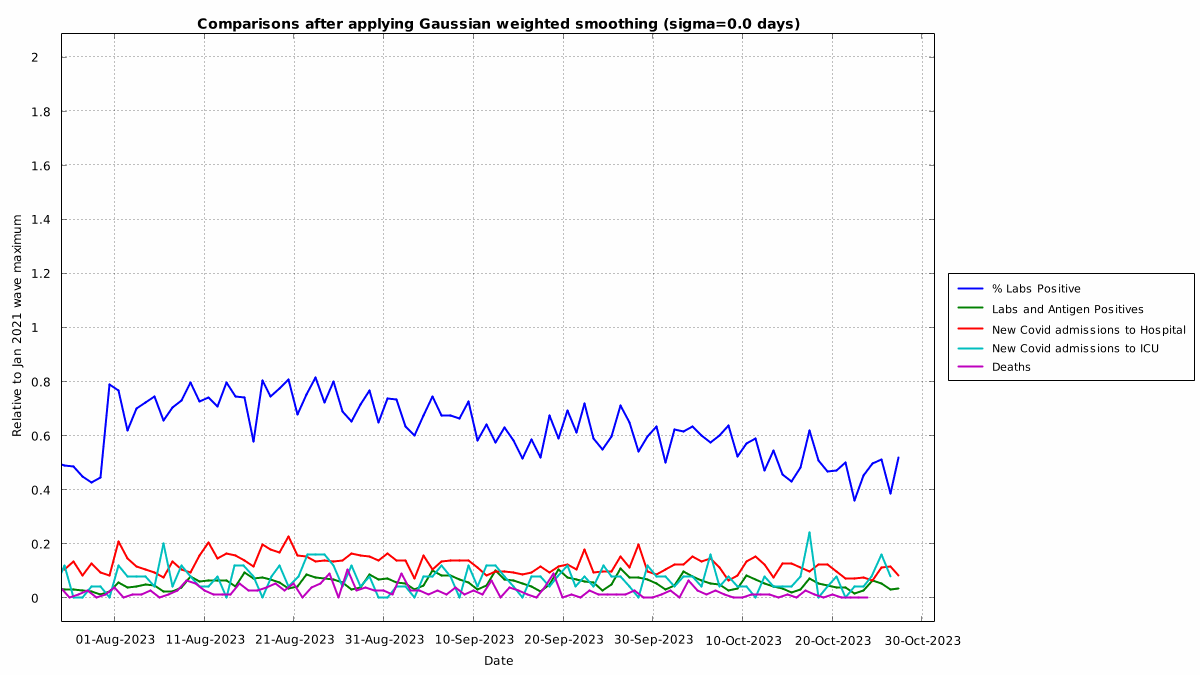 Comparisons after applying Gaussian weighted smoothing (sigma=0.0 days)
2
1.8
1.6
1.4
1.2
1
0.8
0.6
0.4
0.2
0
Relative to Jan 2021 wave maximum
01-Aug-2023 11-Aug-2023 21-Aug-2023 31-Aug-2023 10-Sep-2023 20-Sep-2023 30-Sep-2023 10-Oct-2023 20-Oct-2023 30-Oct-2023
Date
% Labs Positive
Labs and Antigen Positives
New Covid admissions to Hospital
New Covid admissions to ICU
Deaths